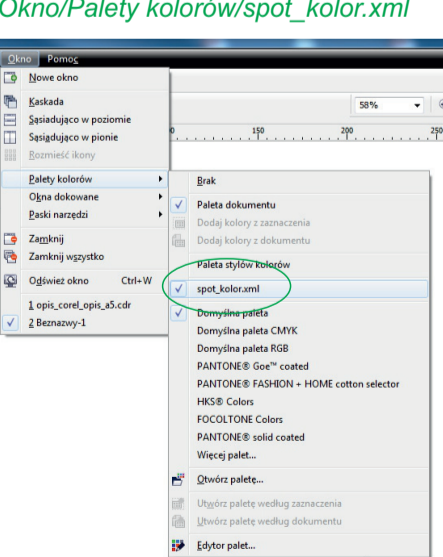 Okno/Palety kolorów/spot_kolor.xml
Okno Pomoc
Nowe okno
Kaskada
Sąsiadująco w poziomie
Sąsiadująco w pionie
Rozmieść ikony
Palety kolorów
Okna dokowane
Paski narzędzi
Zamknij
Zamknij wszystko
Odśwież okno Ctrl+W
1 opis_corel_opis_a5.cdr
2 Beznazwy-1
58%
150 200 250
Brak
Paleta dokumentu
Dodaj kolory z zaznaczenia
Dodaj kolory z dokumentu
Paleta stylów kolorów
spot_kolor.xml
Domyślna paleta
Domyślna paleta CMYK
Domyślna paleta RGB
PANTONE® Goe™ coated
PANTONE® FASHION + HOME cotton selector
HKS® Colors
FOCOLTONE Colors
PANTONE® solid coated
Więcej palet...
Otwórz paletę...
Utwórz paletę według zaznaczenia
Utwórz paletę według dokumentu
Edytor palet...